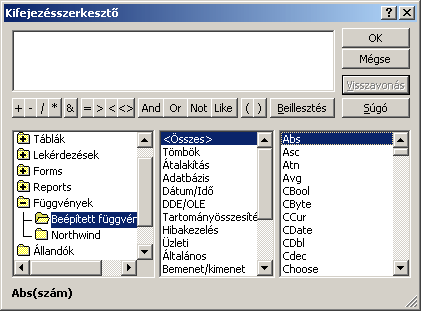 Kifejezésszerkesztő
OK
Mégse
Visszavonás
+ - / * & = > < <> And Or Not Like ( ) Beillesztés Súgó
Táblák
Lekérdezések
Forms
Reports
Függvények
Beépített függvén
Northwind
Állandók
<Összes>
Tömbök
Átalakítás
Adatbázis
Dátum/Idő
DDE/OLE
Tartományösszesíté
Hibakezelés
Üzleti
Általános
Bemenet/kimenet
Abs
Asc
Atn
Avg
CBool
CByte
CCur
CDate
CDbl
Cdec
Choose
Abs(szám)